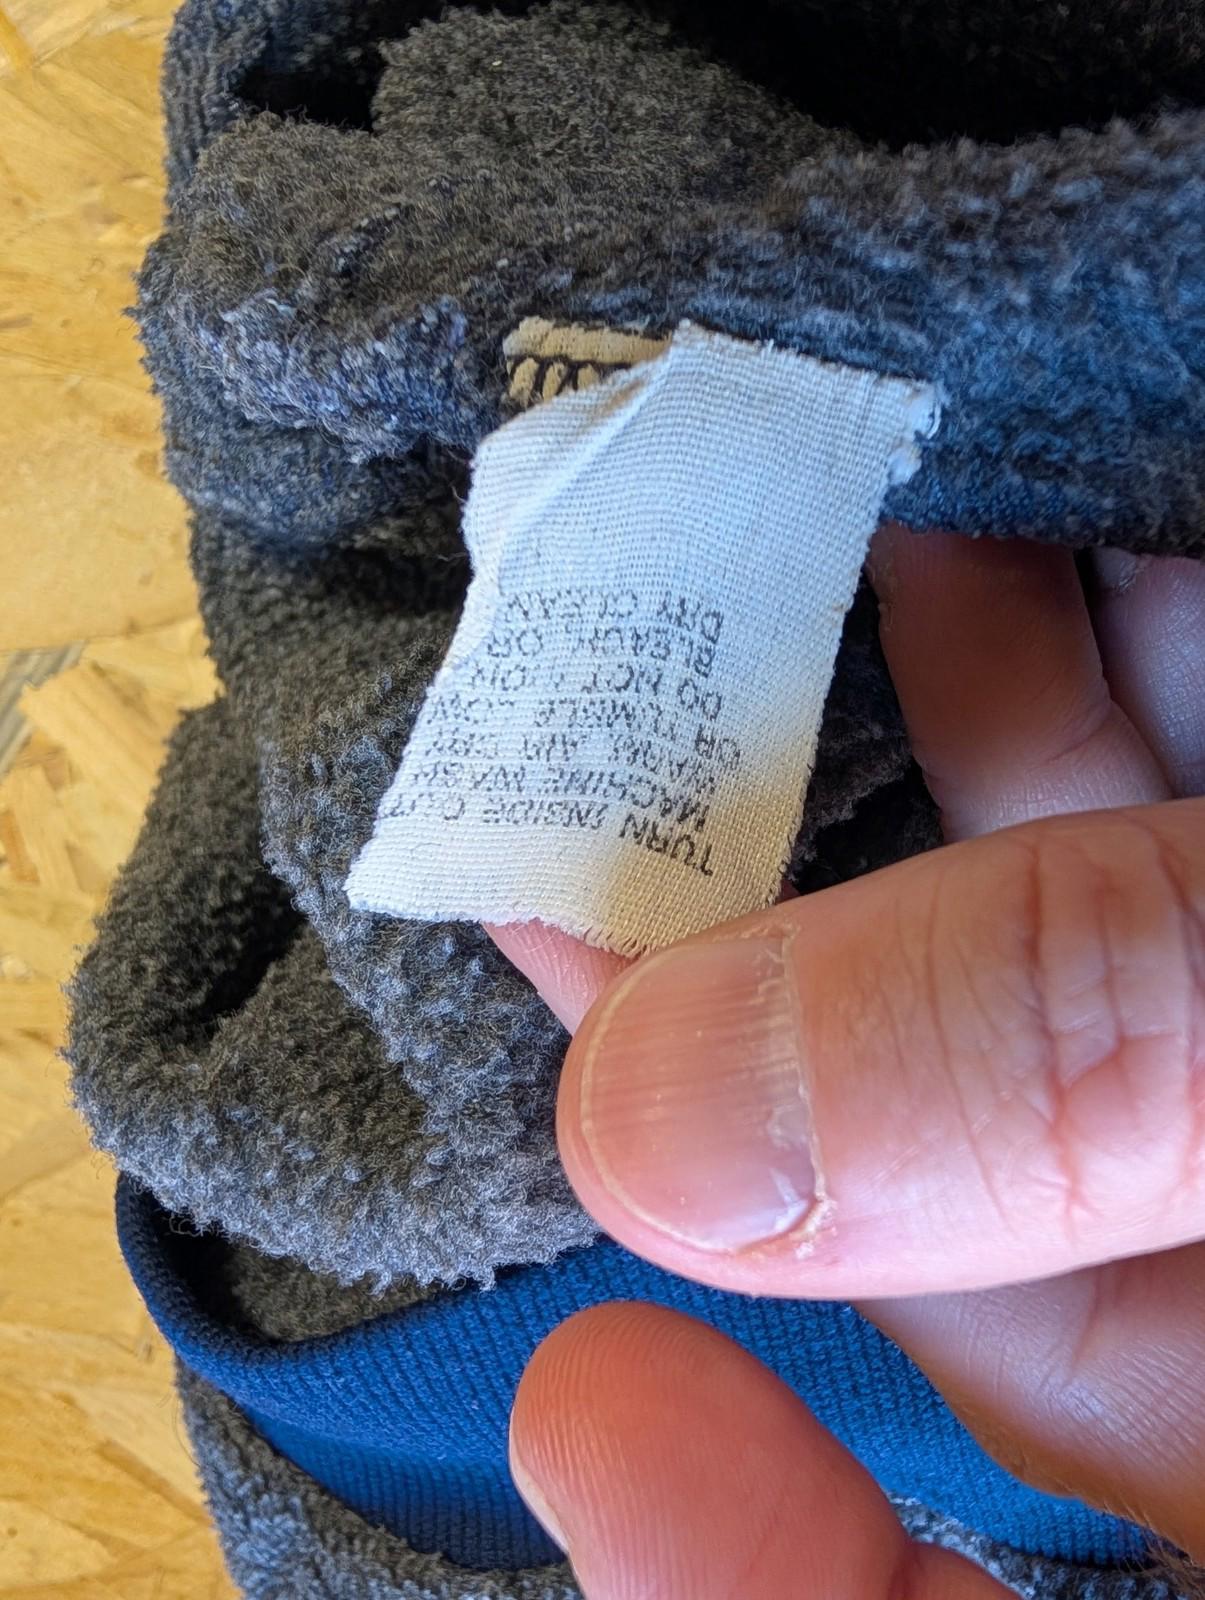 TURN INSIDE OUT
MACHINE WASH
WARM, AIR DRY
OR TUMBLE LOW
DO NOT IRON
BLEACH, OR
DRY CLEAN